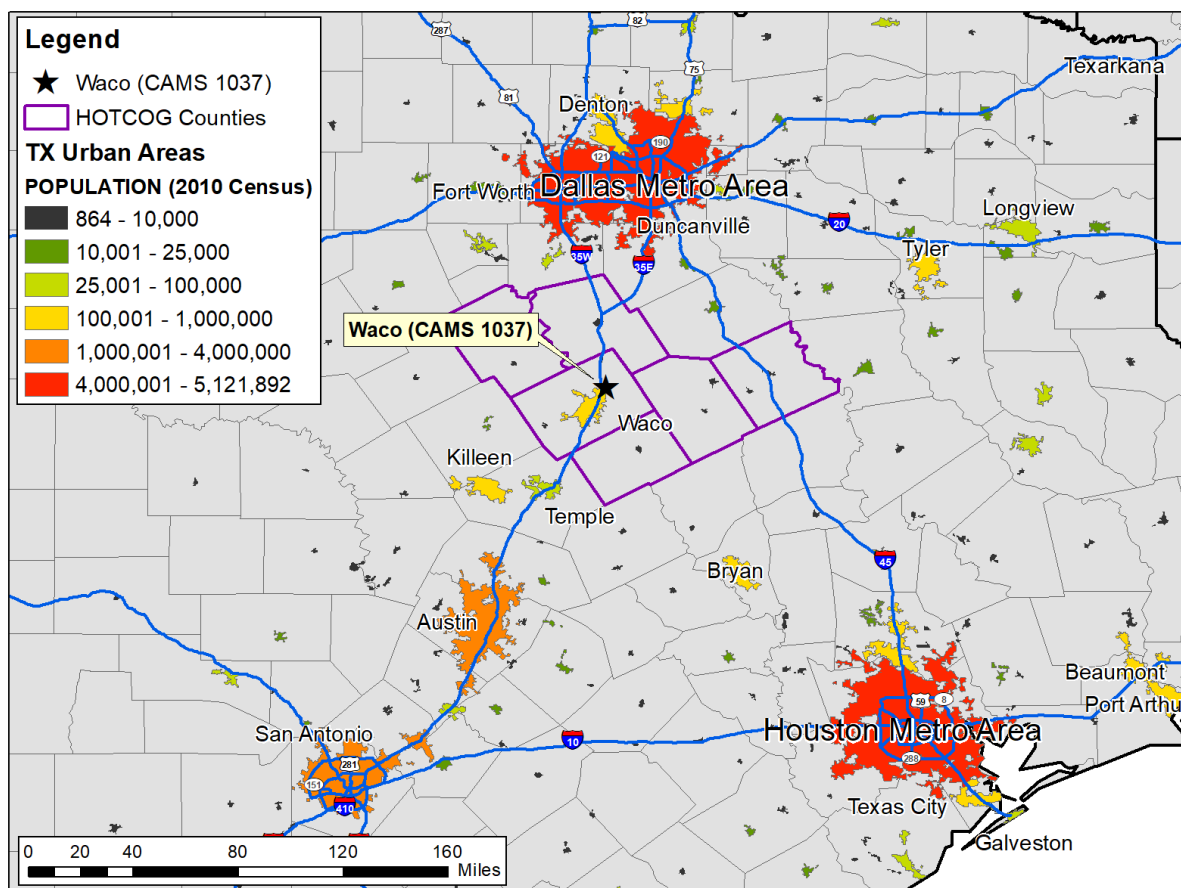 Legend
Waco (CAMS 1037)
HOTCOG Counties
TX Urban Areas
POPULATION (2010 Census)
864 - 10,000
10,001 - 25,000
25,001 - 100,000
100,001 - 1,000,000
1,000,001 - 4,000,000
4,000,001 - 5,121,892
287
82
75
81
Texarkana
Denton
190
121
Fort Worth
Dallas Metro Area
Duncanville
Longview
20
35W
35E
Tyler
Waco (CAMS 1037)
Waco
Killeen
Temple
45
Bryan
Austin
Beaumont
Port Arthu
59
8
San Antonio
Houston Metro Area
10
281
288
151
410
Texas City
Galveston
0 20 40 80 120 160
Miles